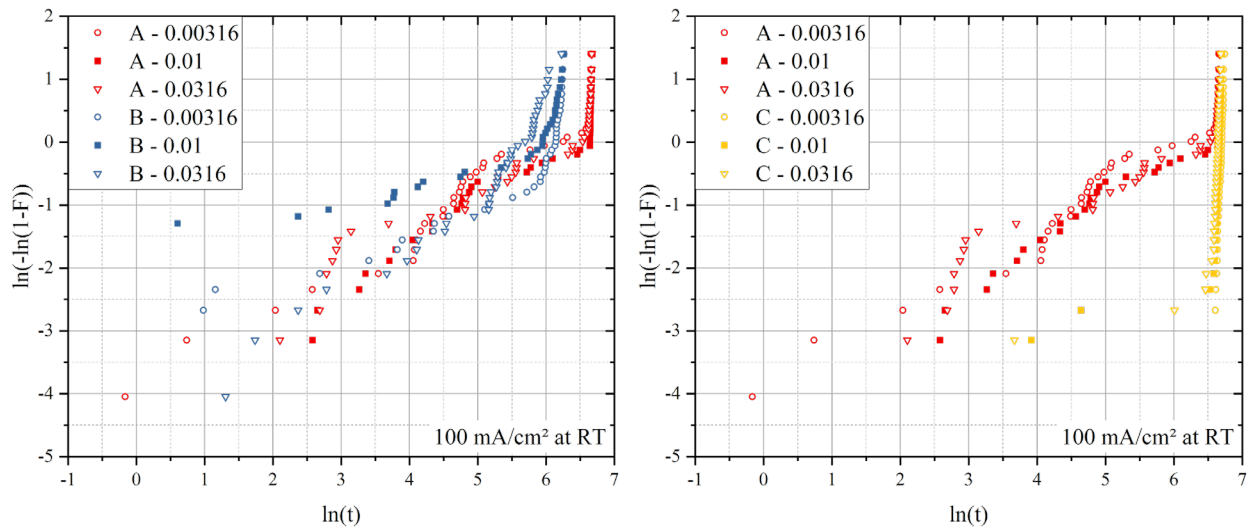 A - 0.00316
A - 0.01
A - 0.0316
B - 0.00316
B - 0.01
B - 0.0316
2
1
0
-1
-2
-3
-4
-5
ln(-ln(1-F))
100 mA/cm² at RT
-1 0 1 2 3 4 5 6 7
ln(t)
A - 0.00316
A - 0.01
A - 0.0316
C - 0.00316
C - 0.01
C - 0.0316
2
1
0
-1
-2
-3
-4
-5
ln(-ln(1-F))
100 mA/cm² at RT
-1 0 1 2 3 4 5 6 7
ln(t)